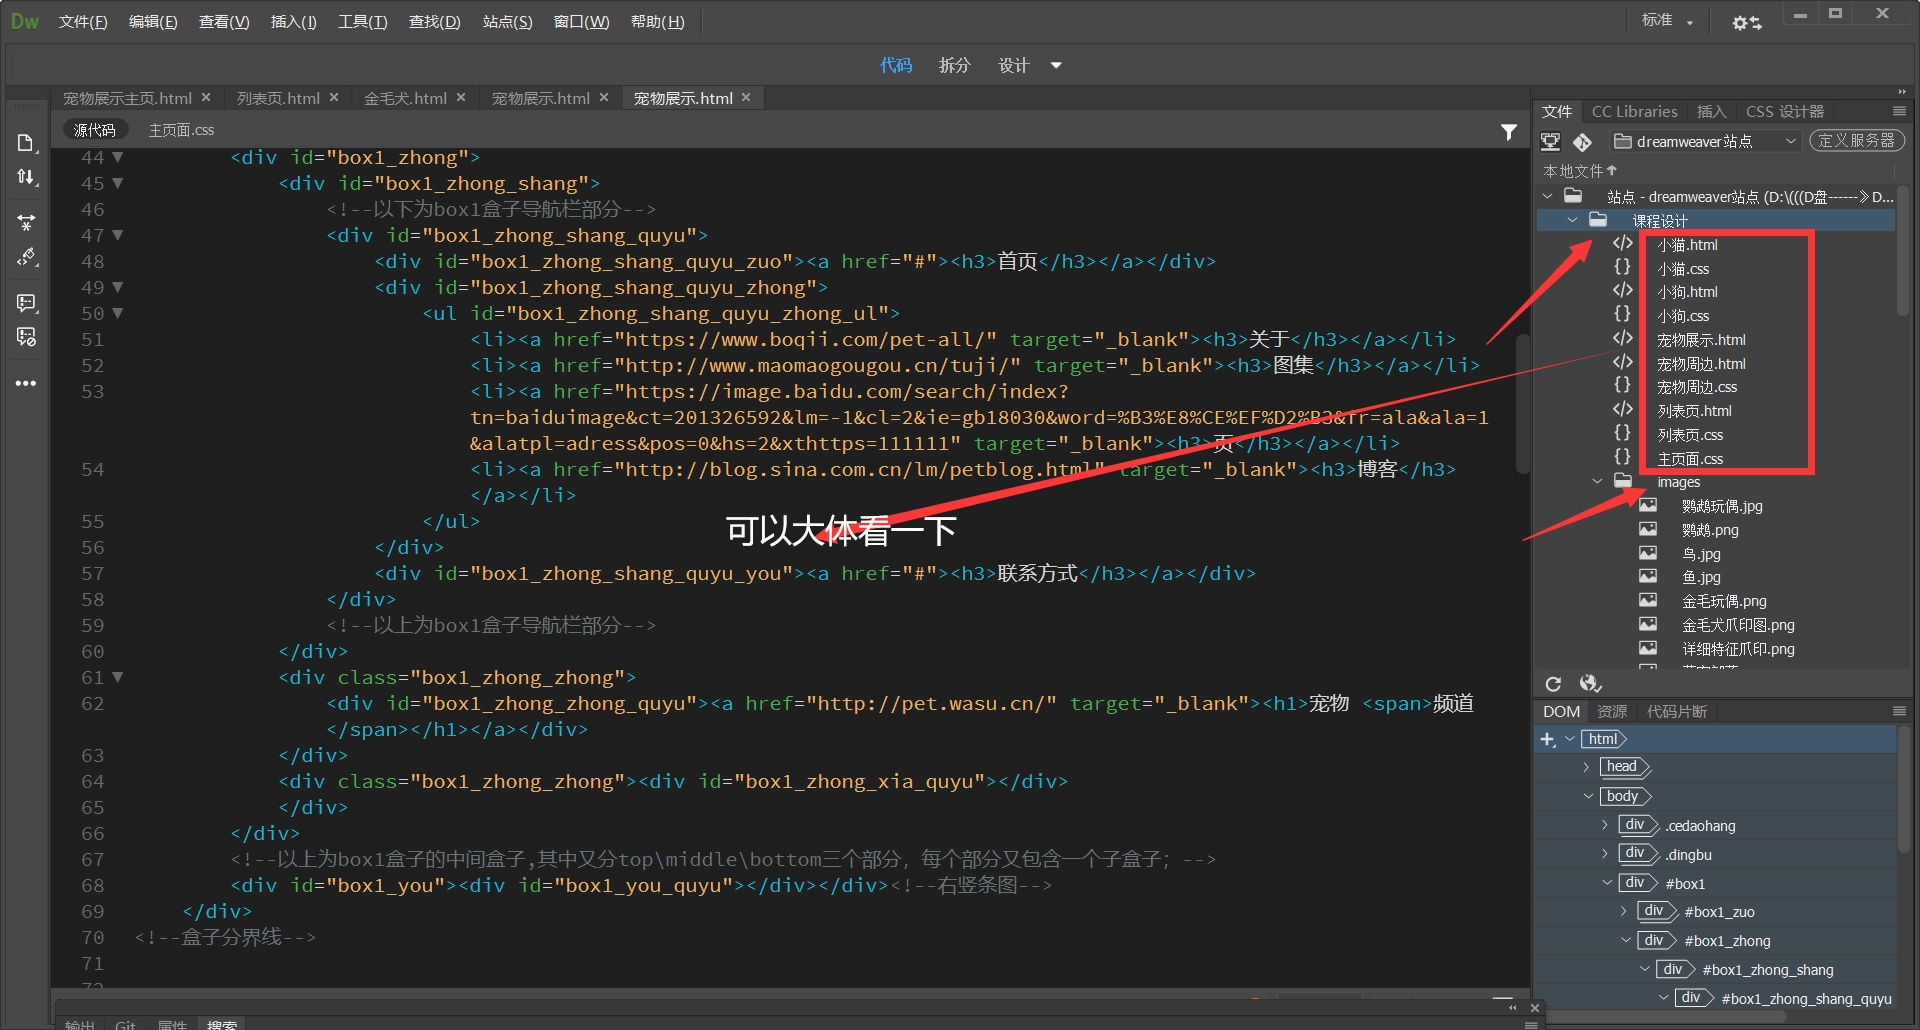 Dw 文件(F) 编辑(E) 查看(V) 插入(I) 工具(T) 查找(D) 站点(S) 窗口(W) 帮助(H) 标准
代码 拆分 设计
宠物展示主页.html 列表页.html 金毛犬.html 宠物展示.html 宠物展示.html
源代码 主页面.css
44 <div id="box1_zhong">
45 <div id="box1_zhong_shang">
46 <!--以下为box1盒子导航栏部分-->
47 <div id="box1_zhong_shang_quyu">
48 <div id="box1_zhong_shang_quyu_zuo"><a href="#"><h3>首页</h3></a></div>
49 <div id="box1_zhong_shang_quyu_zhong">
50 <ul id="box1_zhong_shang_quyu_zhong_ul">
51 <li><a href="https://www.boqii.com/pet-all/" target="_blank"><h3>关于</h3></a></li>
52 <li><a href="http://www.maomaogougou.cn/tuji/" target="_blank"><h3>图集</h3></a></li>
53 <li><a href="https://image.baidu.com/search/index?
tn=baiduimage&ct=201326592&lm=-1&cl=2&ie=gb18030&word=%B3%E8%CE%EF%D2%B3&fr=ala&ala=1
&alatpl=adress&pos=0&hs=2&xthttps=111111" target="_blank"><h3>页</h3></a></li>
54 <li><a href="http://blog.sina.com.cn/lm/petblog.html" target="_blank"><h3>博客</h3>
</a></li>
55 </ul>
可以大体看一下
56 </div>
57 <div id="box1_zhong_shang_quyu_you"><a href="#"><h3>联系方式</h3></a></div>
58 </div>
59 <!--以上为box1盒子导航栏部分-->
60 </div>
61 <div class="box1_zhong_zhong">
62 <div id="box1_zhong_zhong_quyu"><a href="http://pet.wasu.cn/" target="_blank"><h1>宠物 <span>频道
</span></h1></a></div>
63 </div>
64 <div class="box1_zhong_zhong"><div id="box1_zhong_xia_quyu"></div>
65 </div>
66 </div>
67 <!--以上为box1盒子的中间盒子,其中又分top\middle\bottom三个部分，每个部分又包含一个子盒子；-->
68 <div id="box1_you"><div id="box1_you_quyu"></div></div><!--右竖条图-->
69 </div>
70 <!--盒子分界线-->
71
72
输出 Git 属性 搜索
文件 CC Libraries 插入 CSS 设计器
dreamweaver站点 定义服务器
本地文件
站点 - dreamweaver站点 (D:\(((D盘------》D...
课程设计
小猫.html
小猫.css
小狗.html
小狗.css
宠物展示.html
宠物周边.html
宠物周边.css
列表页.html
列表页.css
主页面.css
images
鹦鹉玩偶.jpg
鹦鹉.png
鸟.jpg
鱼.jpg
金毛玩偶.png
金毛犬爪印图.png
详细特征爪印.png
DOM 资源 代码片断
html
head
body
div .cedaohang
div .dingbu
div #box1
div #box1_zuo
div #box1_zhong
div #box1_zhong_shang
div #box1_zhong_shang_quyu